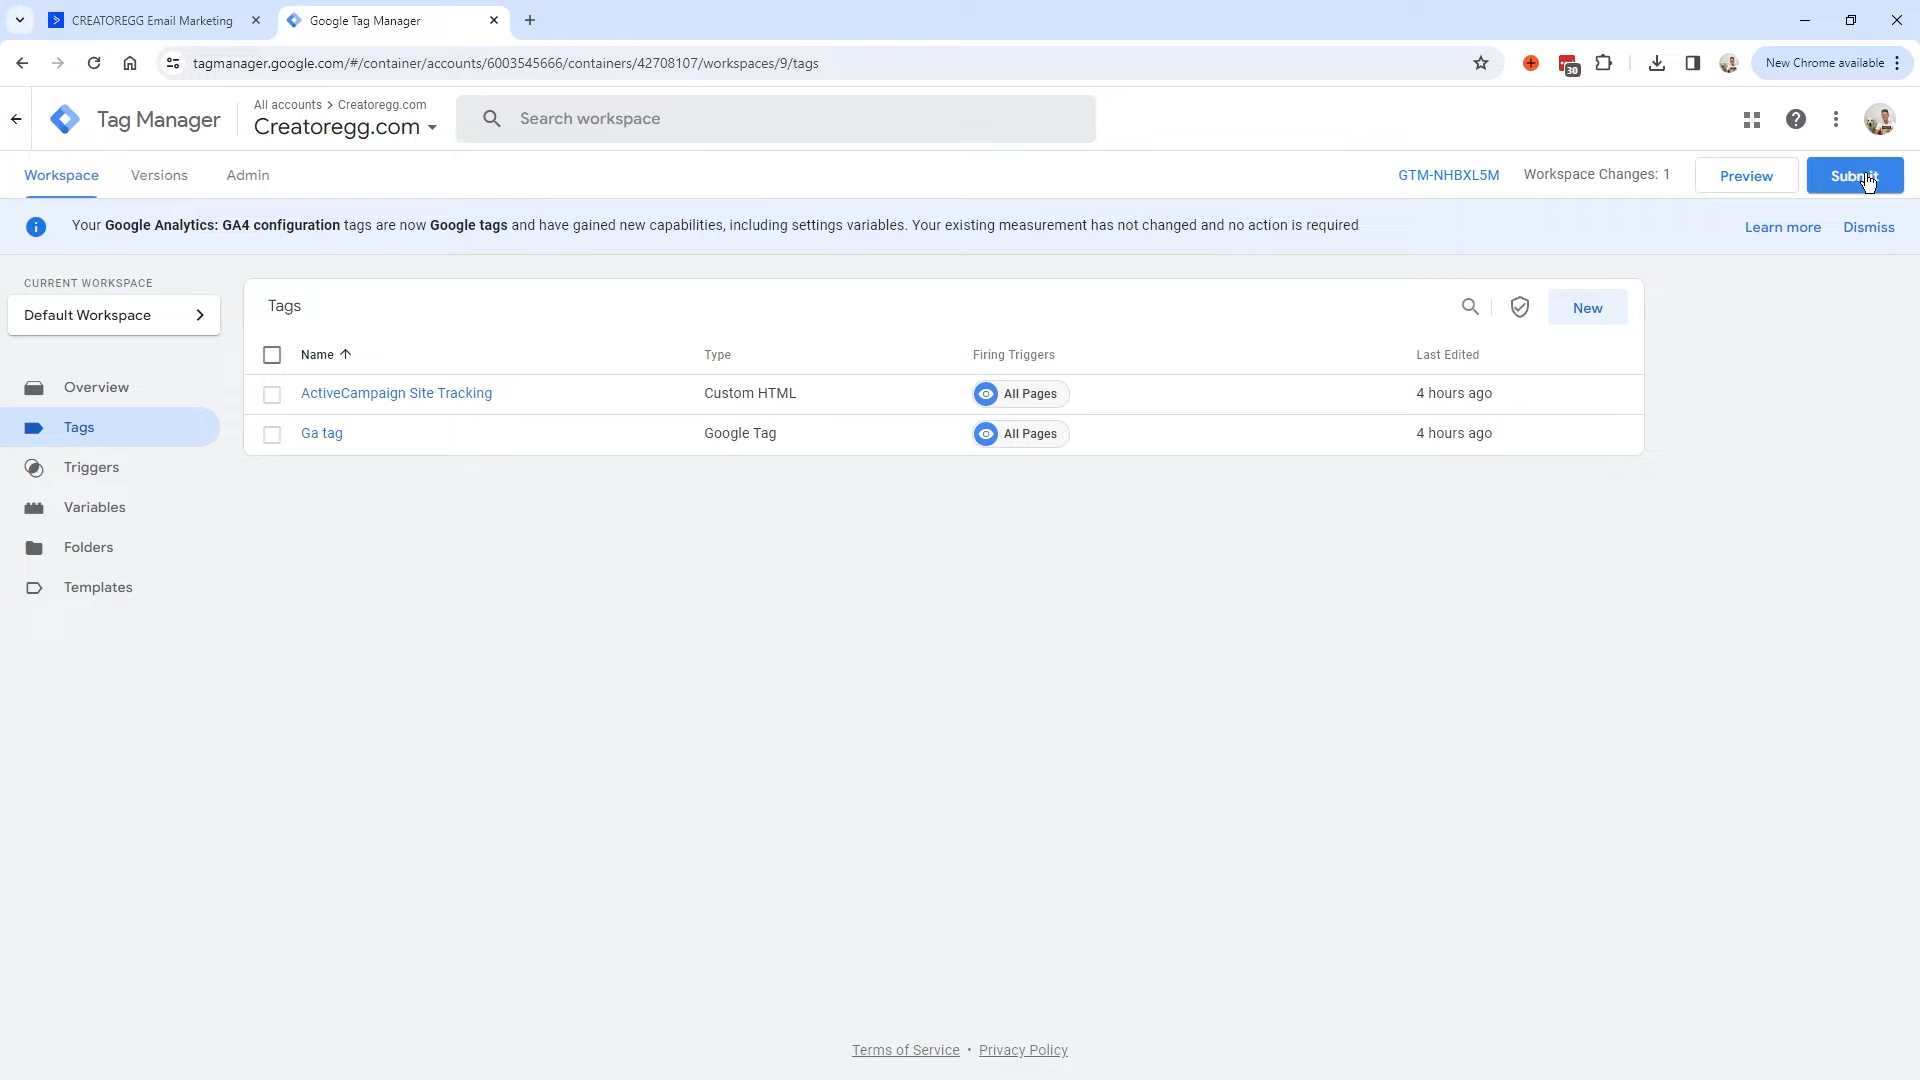 CREATOREGG Email Marketing
Google Tag Manager
tagmanager.google.com/#/container/accounts/6003545666/containers/42708107/workspaces/9/tags
30
New Chrome available
Tag Manager
All accounts > Creatoregg.com
Creatoregg.com
Search workspace
Workspace
Versions
Admin
GTM-NHBXL5M
Workspace Changes: 1
Preview
Submit
Your Google Analytics: GA4 configuration tags are now Google tags and have gained new capabilities, including settings variables. Your existing measurement has not changed and no action is required
Learn more
Dismiss
CURRENT WORKSPACE
Default Workspace
Overview
Tags
Triggers
Variables
Folders
Templates
Tags
New
Name
Type
Firing Triggers
Last Edited
ActiveCampaign Site Tracking
Custom HTML
All Pages
4 hours ago
Ga tag
Google Tag
All Pages
4 hours ago
Terms of Service • Privacy Policy